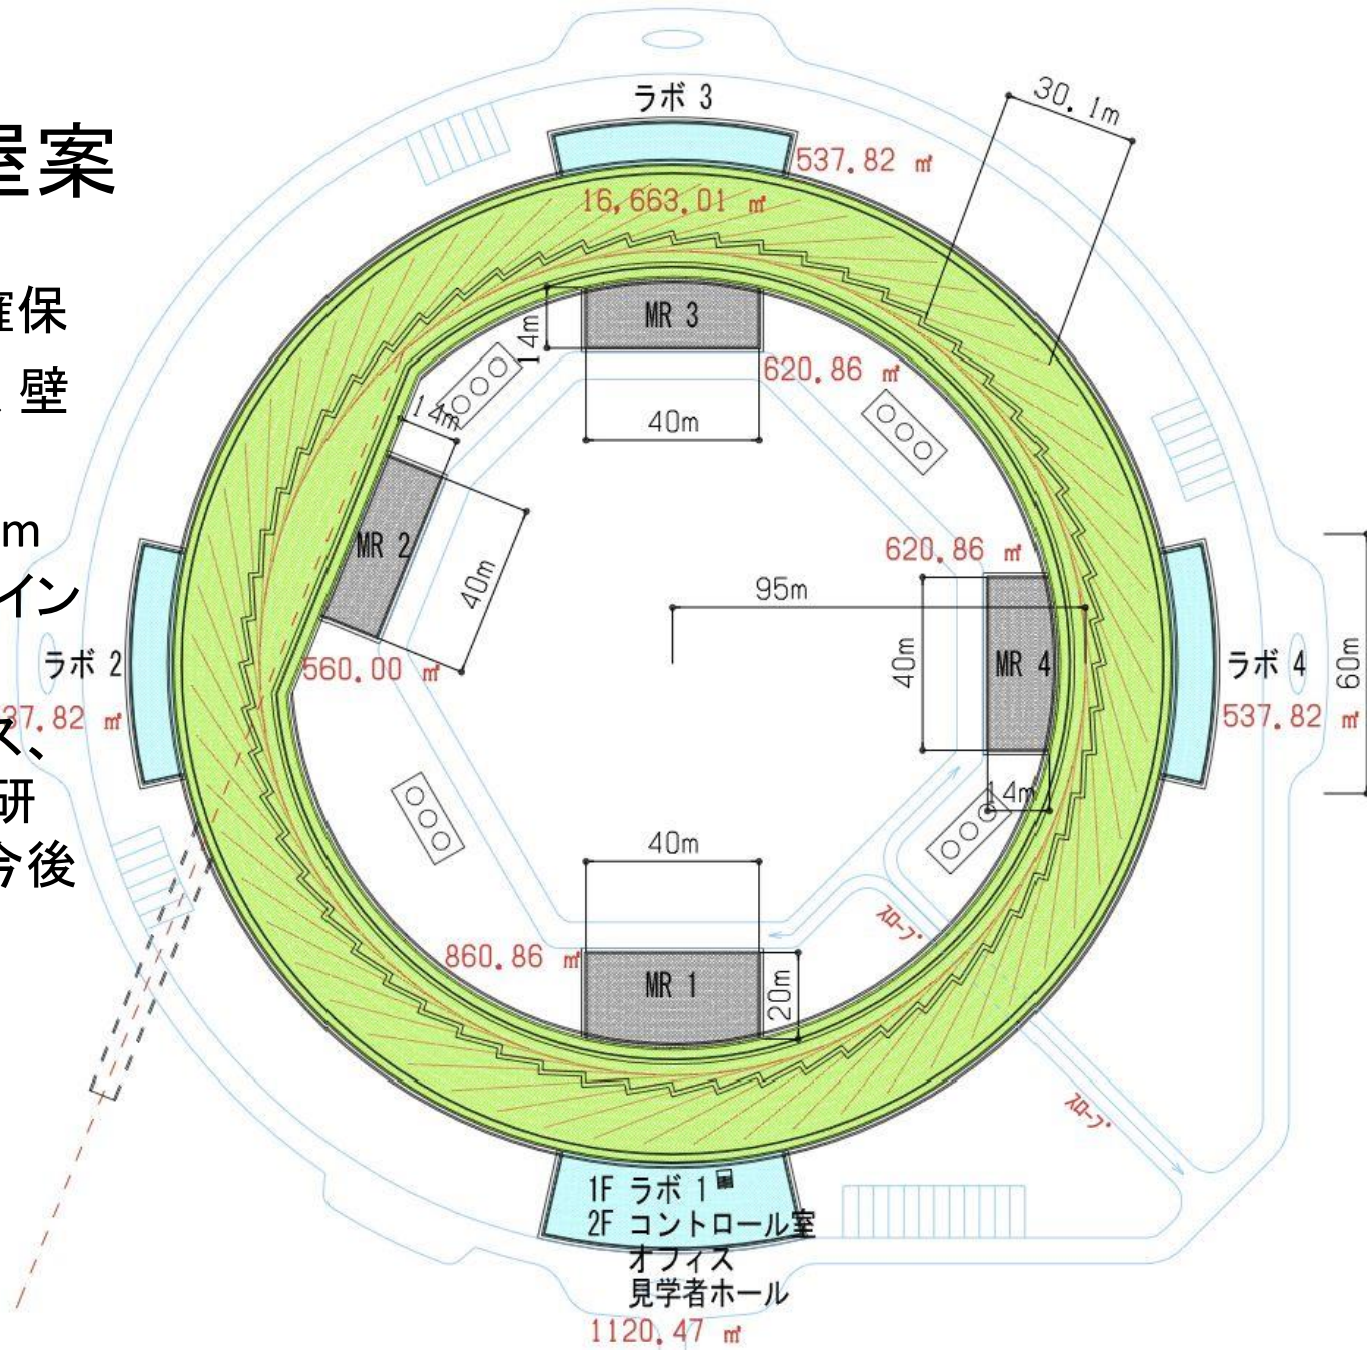 屋案
確保
壁
m
イン
ス、
研
今後
ラボ 3
537.82 ㎡
30.1m
16,663.01 ㎡
MR 3
14m
620.86 ㎡
40m
14m
MR 2
40m
560.00 ㎡
ラボ 2
37.82 ㎡
95m
620.86 ㎡
40m
MR 4
14m
ラボ 4
537.82 ㎡
60m
40m
860.86 ㎡
MR 1
20m
スロープ
スロープ
1F ラボ 1
2F コントロール室
オフィス
見学者ホール
1120.47 ㎡